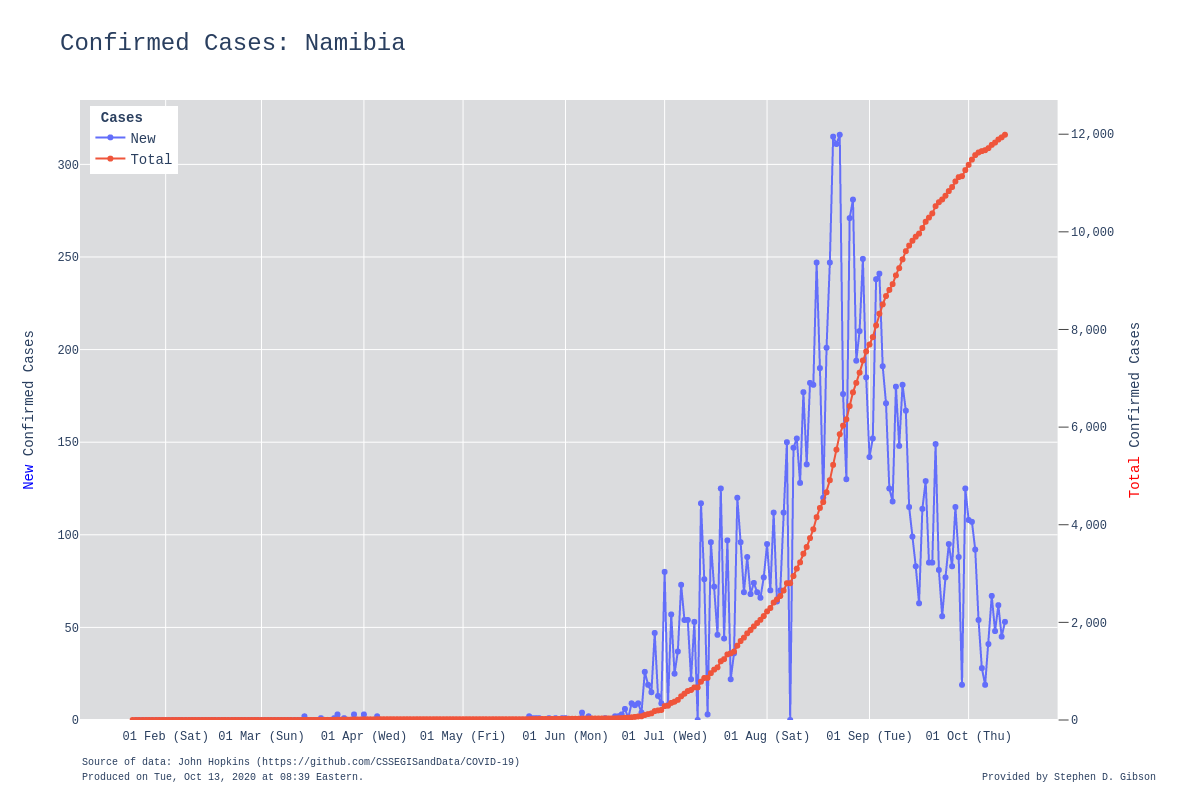 Confirmed Cases: Namibia
Cases
New
Total
300
250
200
150
100
50
0
New Confirmed Cases
12,000
10,000
8,000
6,000
4,000
2,000
0
Total Confirmed Cases
01 Feb (Sat) 01 Mar (Sun) 01 Apr (Wed) 01 May (Fri) 01 Jun (Mon) 01 Jul (Wed) 01 Aug (Sat) 01 Sep (Tue) 01 Oct (Thu)
Source of data: John Hopkins (https://github.com/CSSEGISandData/COVID-19)
Produced on Tue, Oct 13, 2020 at 08:39 Eastern.
Provided by Stephen D. Gibson